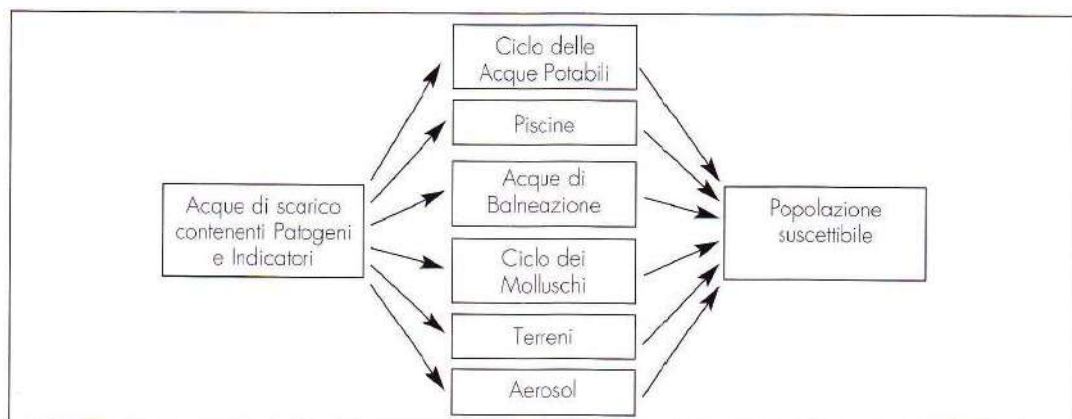 Ciclo delle
Acque Potabili
Piscine
Acque di
Balneazione
Acque di scarico
contenenti Patogeni
e Indicatori
Popolazione
suscettibile
Ciclo dei
Molluschi
Terreni
Aerosol